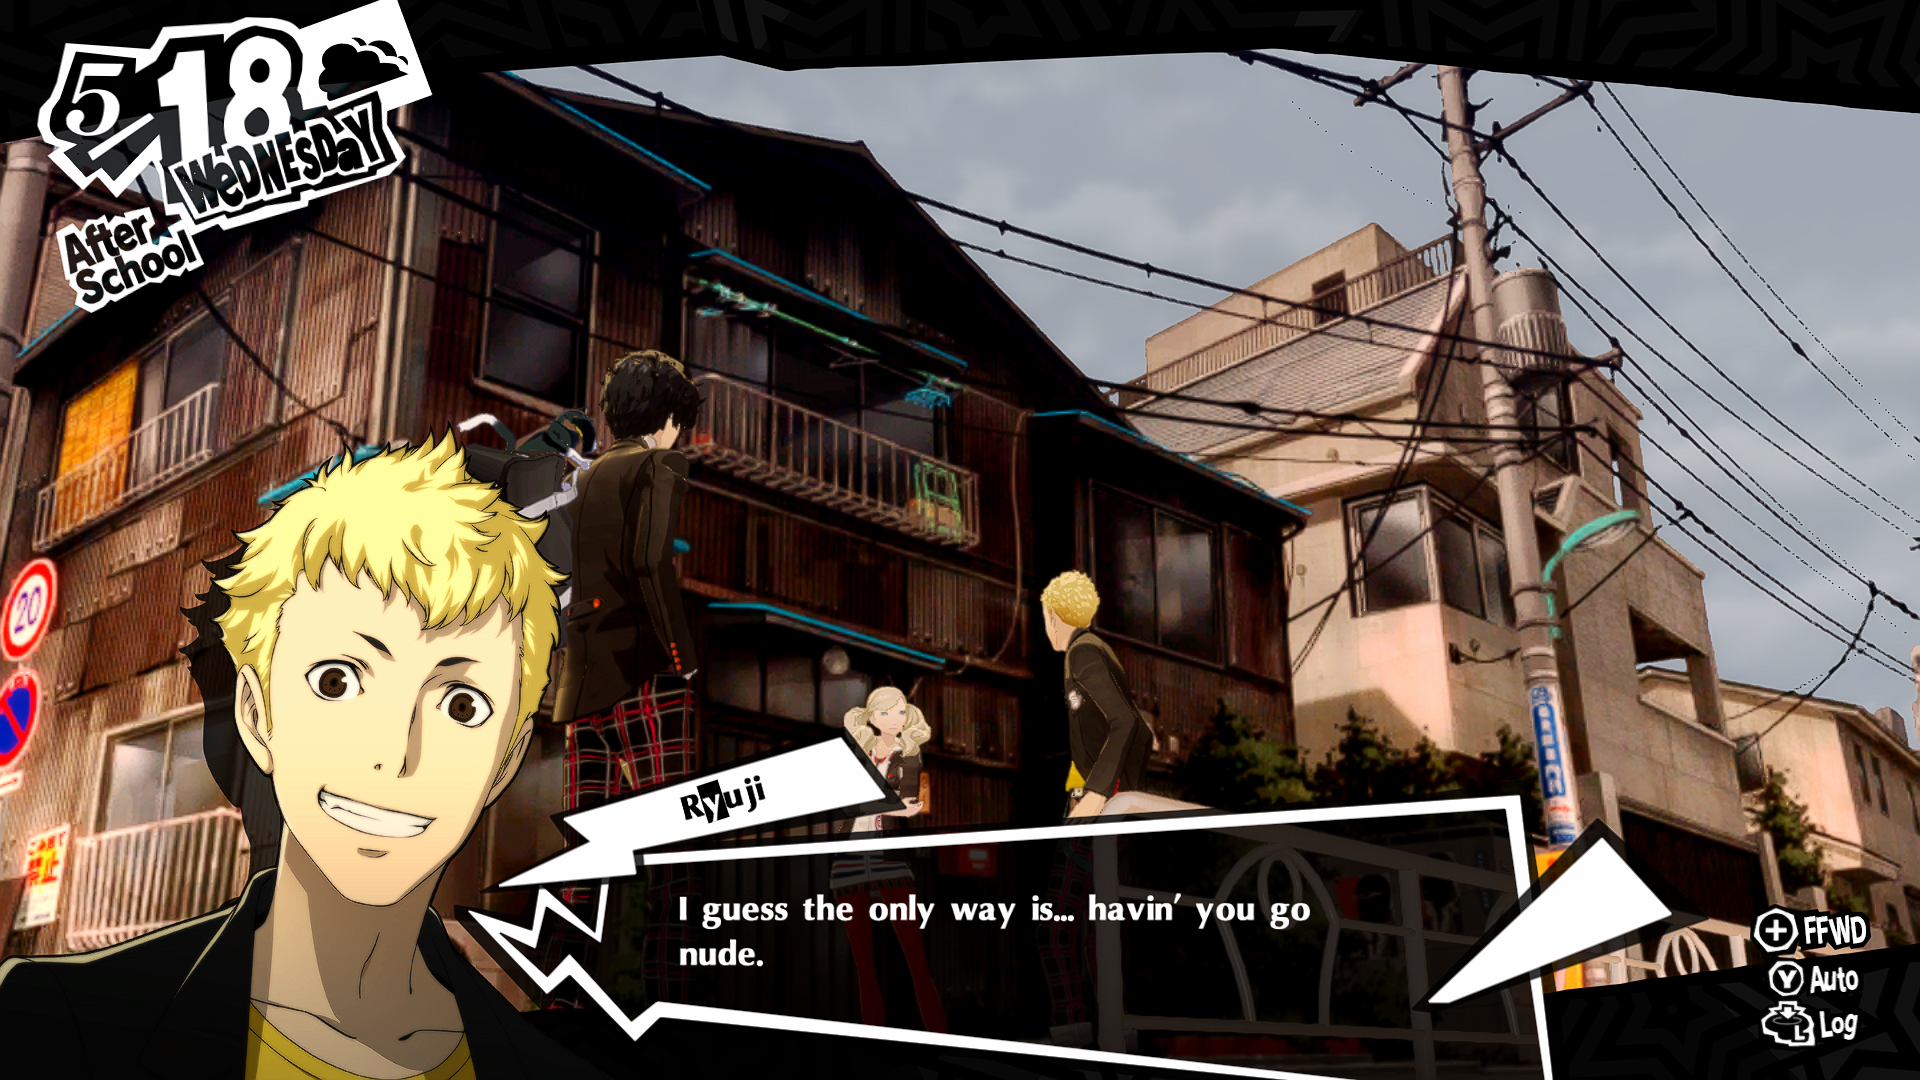 5/18
WeDNESDaY
After
School
20
Ryuji
I guess the only way is... havin' you go
nude.
+ FFWD
Y Auto
L Log